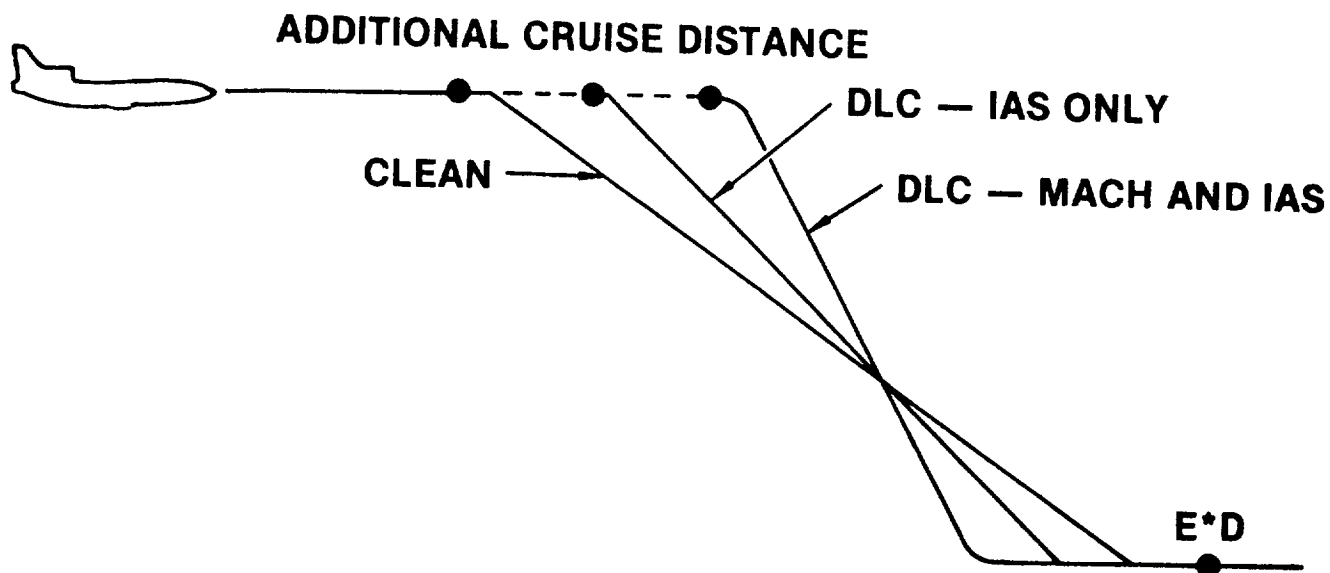 ADDITIONAL CRUISE DISTANCE
DLC — IAS ONLY
CLEAN
DLC — MACH AND IAS
E*D